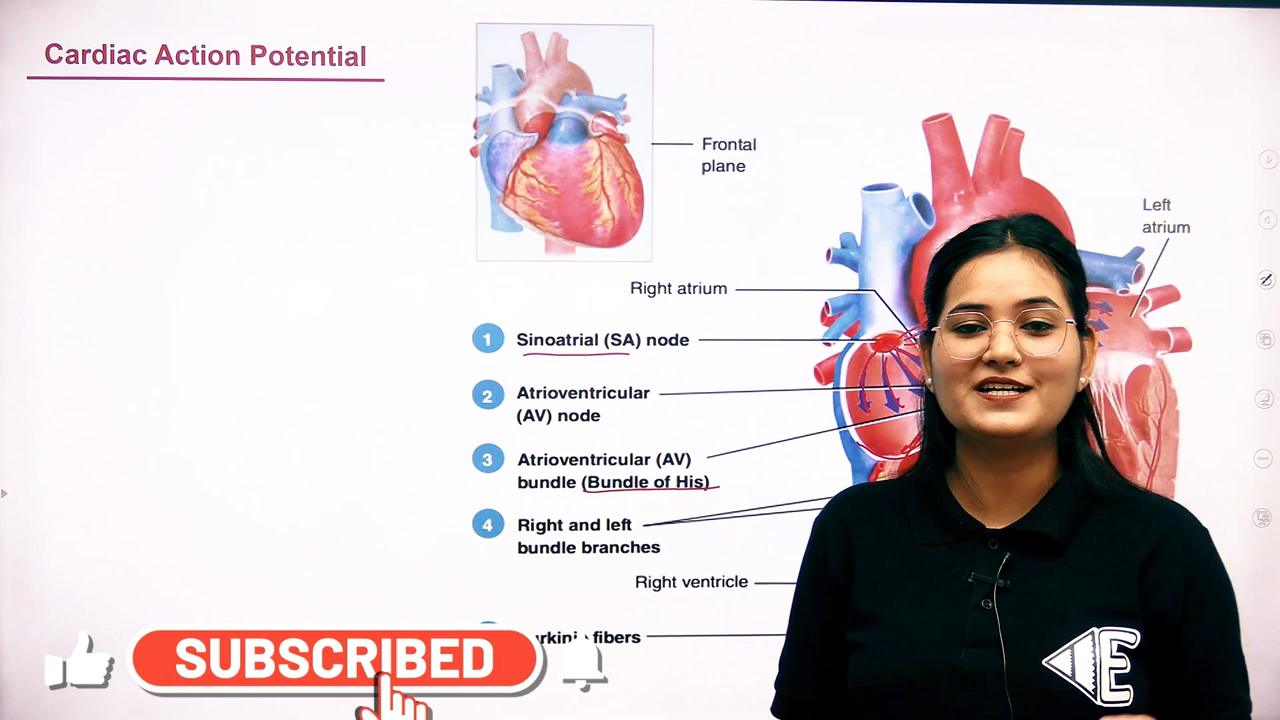 Cardiac Action Potential
Frontal
plane
Left
atrium
Right atrium
1 Sinoatrial (SA) node
2 Atrioventricular
(AV) node
3 Atrioventricular (AV)
bundle (Bundle of His)
4 Right and left
bundle branches
Right ventricle
fibers
SUBSCRIBED
E